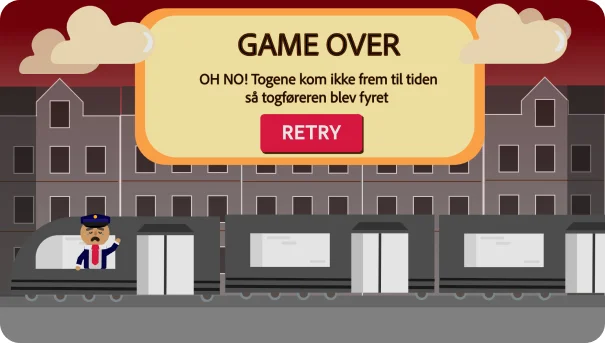 GAME OVER
OH NO! Togene kom ikke frem til tiden
så togføreren blev fyret
RETRY